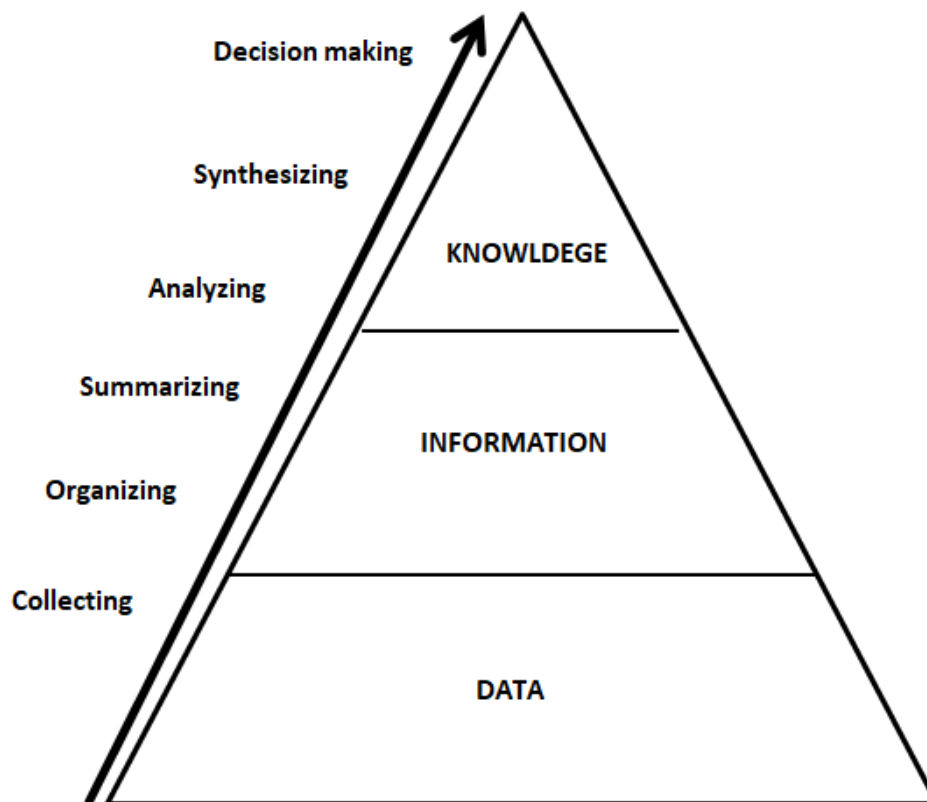 Decision making
Synthesizing
KNOWLDEGE
Analyzing
Summarizing
INFORMATION
Organizing
Collecting
DATA